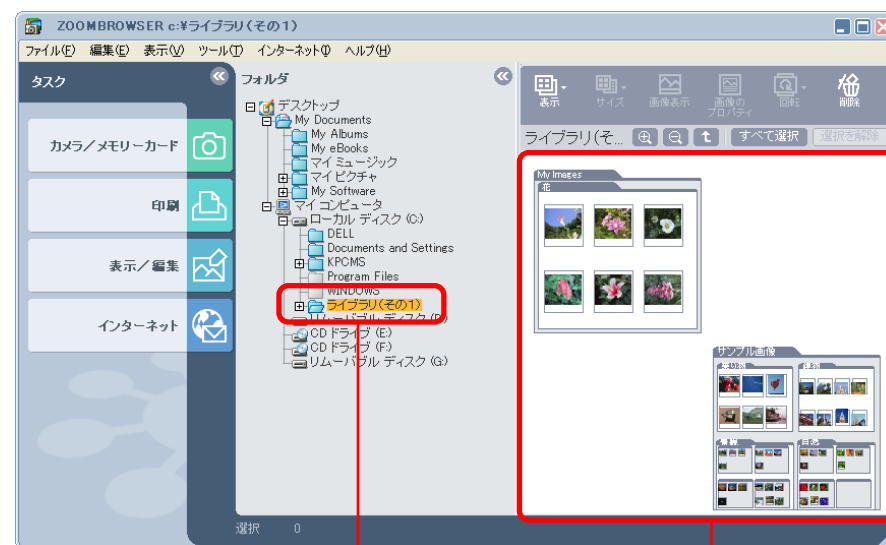 ZOOMBROWSER c:¥ライブラリ(その1)
ファイル(F) 編集(E) 表示(V) ツール(T) インターネット(I) ヘルプ(H)
タスク
カメラ/メモリーカード
印刷
表示/編集
インターネット
フォルダ
デスクトップ
My Documents
My Albums
My eBooks
マイ ミュージック
マイ ピクチャ
My Software
マイ コンピュータ
ローカル ディスク (C:)
DELL
Documents and Settings
KPCMS
Program Files
WINDOWS
ライブラリ(その1)
リムーバブル ディスク (D:)
CD ドライブ (E:)
CD ドライブ (F:)
リムーバブル ディスク (G:)
表示
サイズ
画像表示
画像の
プロパティ
回転
削除
ライブラリ(そ...
すべて選択
選択を解除
My Images
花
サンプル画像
乗り物
建物
自然
選択 0